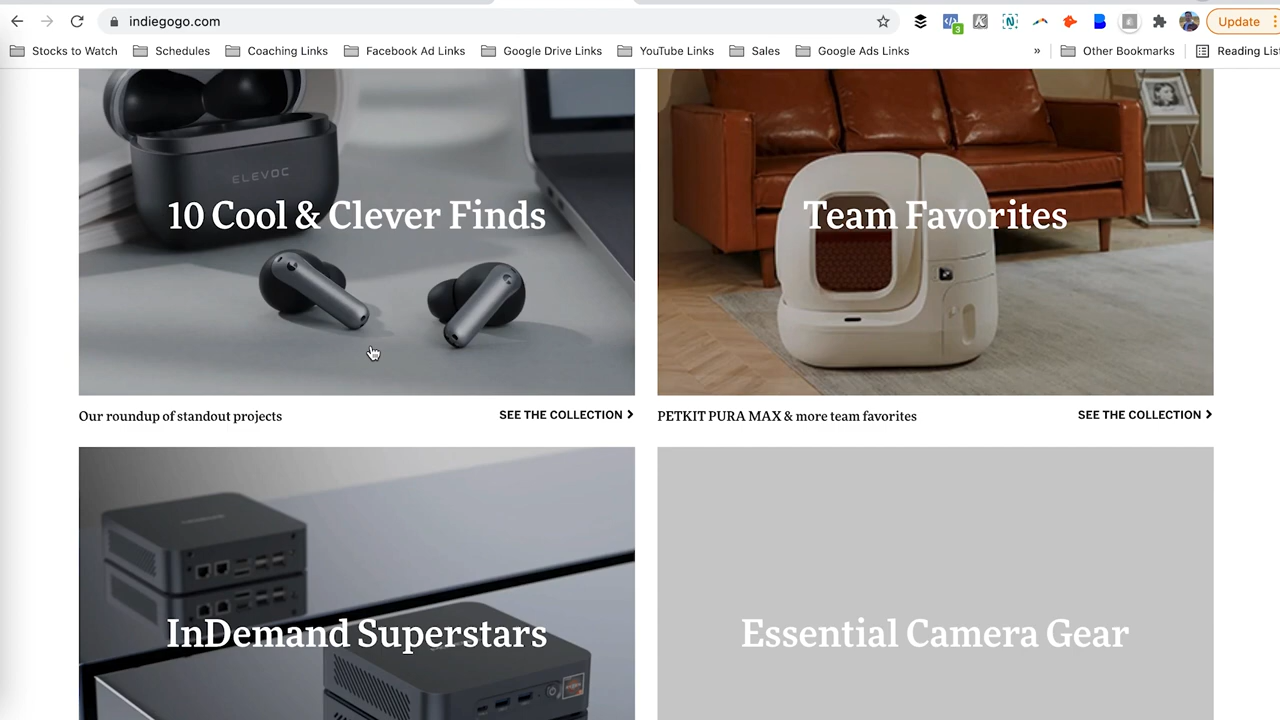 indiegogo.com
3
Update
Stocks to Watch
Schedules
Coaching Links
Facebook Ad Links
Google Drive Links
YouTube Links
Sales
Google Ads Links
»
Other Bookmarks
Reading List
ELEVOC
10 Cool & Clever Finds
Team Favorites
Our roundup of standout projects
SEE THE COLLECTION
PETKIT PURA MAX & more team favorites
SEE THE COLLECTION
InDemand Superstars
Essential Camera Gear